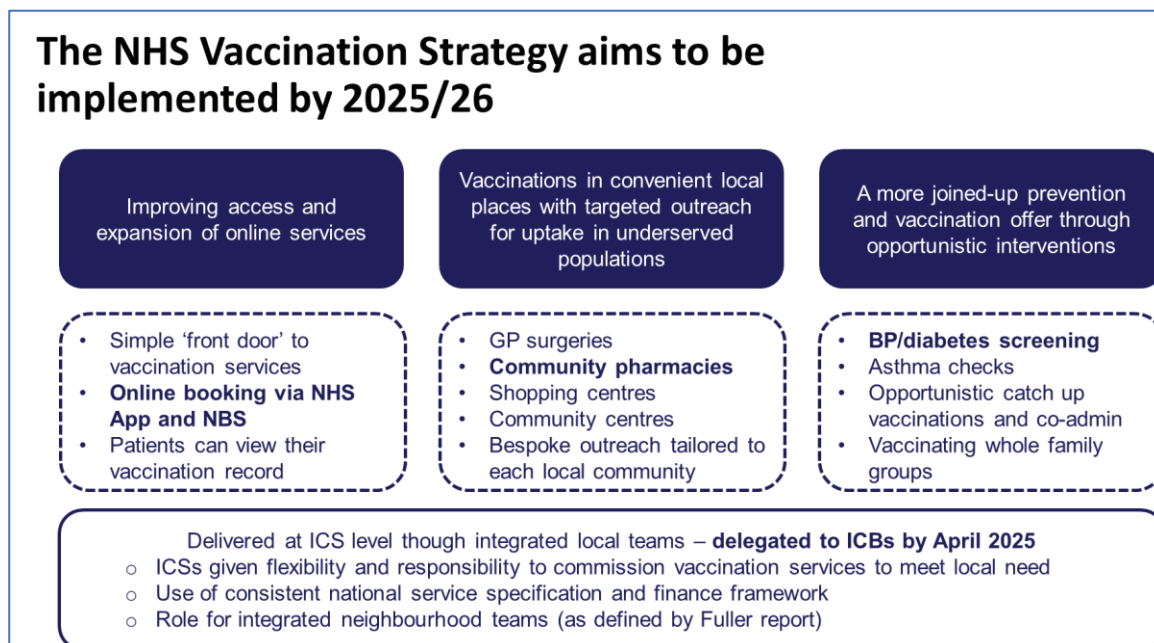 The NHS Vaccination Strategy aims to be
implemented by 2025/26
Improving access and
expansion of online services
• Simple ‘front door’ to
vaccination services
• Online booking via NHS
App and NBS
• Patients can view their
vaccination record
Vaccinations in convenient local
places with targeted outreach
for uptake in underserved
populations
• GP surgeries
• Community pharmacies
• Shopping centres
• Community centres
• Bespoke outreach tailored to
each local community
A more joined-up prevention
and vaccination offer through
opportunistic interventions
• BP/diabetes screening
• Asthma checks
• Opportunistic catch up
vaccinations and co-admin
• Vaccinating whole family
groups
Delivered at ICS level though integrated local teams – delegated to ICBs by April 2025
o ICSs given flexibility and responsibility to commission vaccination services to meet local need
o Use of consistent national service specification and finance framework
o Role for integrated neighbourhood teams (as defined by Fuller report)